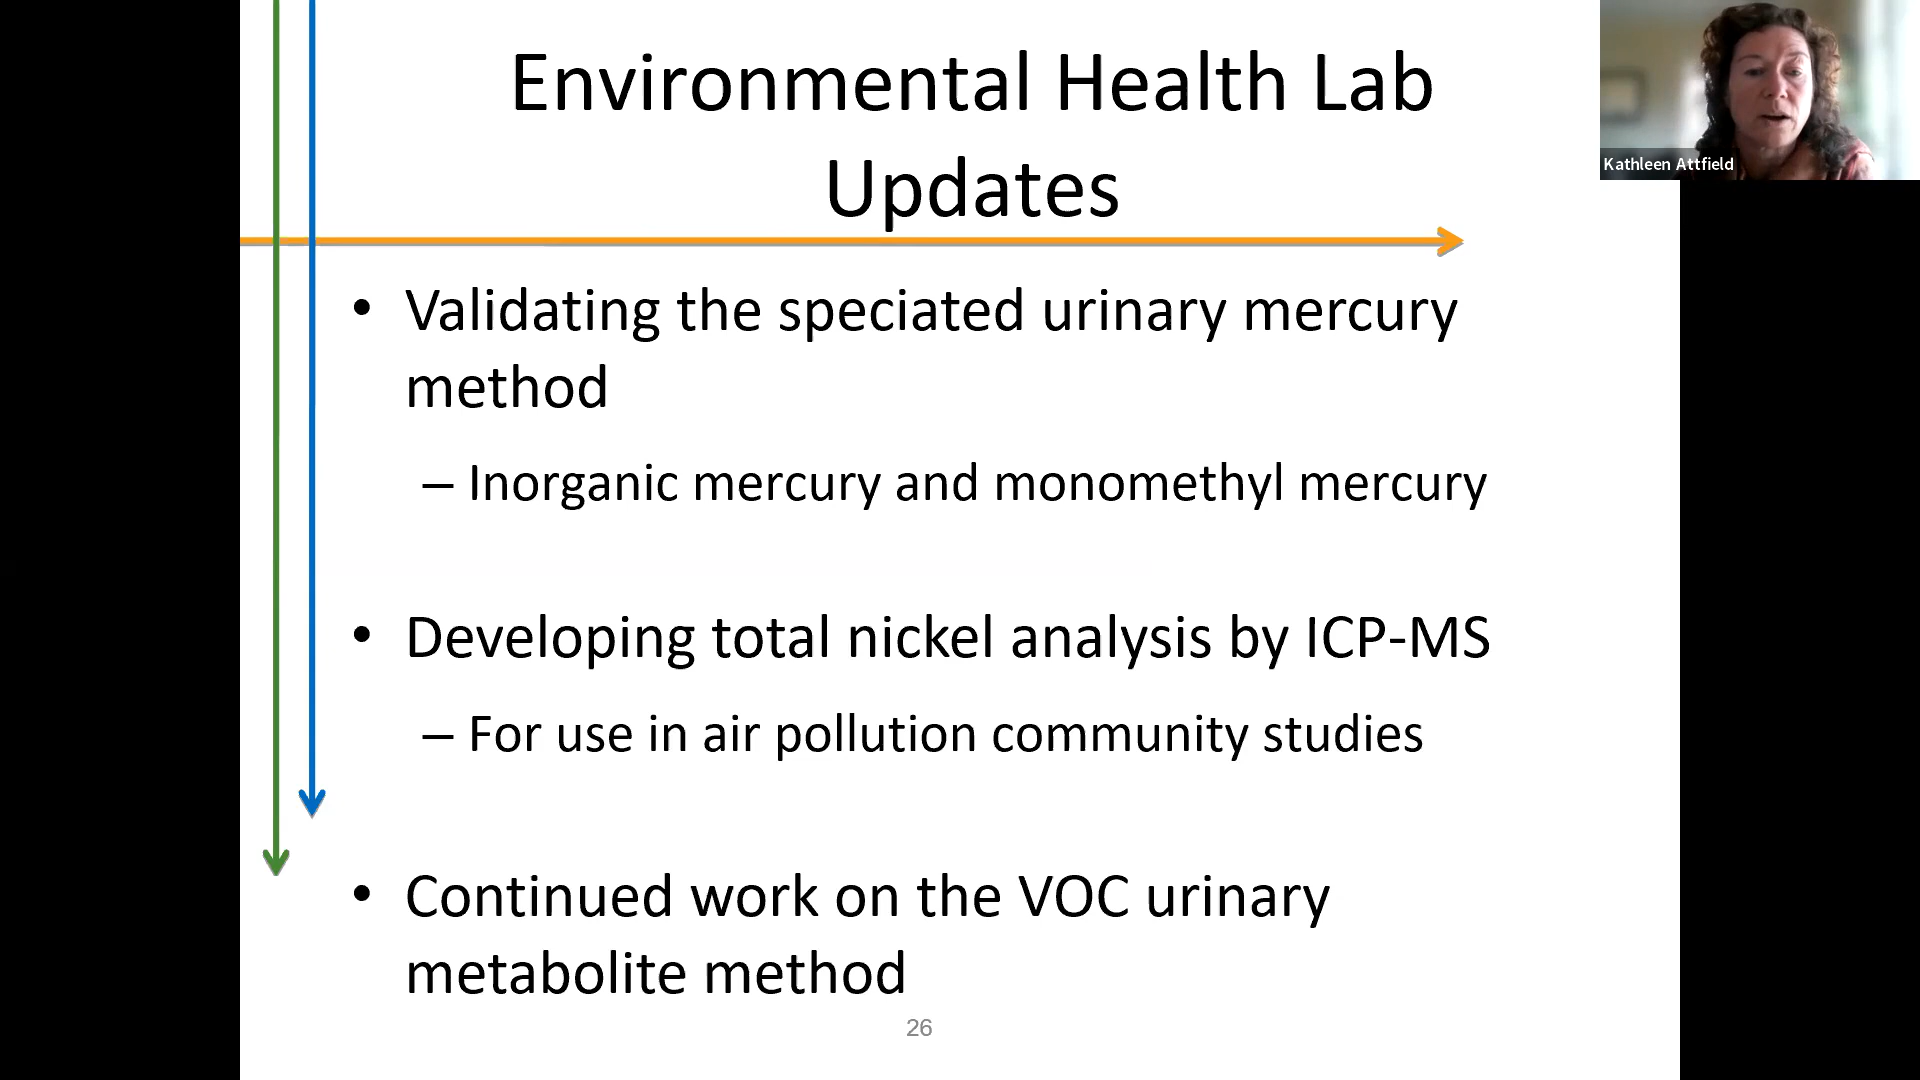 Environmental Health Lab
Updates
Kathleen Attfield
• Validating the speciated urinary mercury
method
– Inorganic mercury and monomethyl mercury
• Developing total nickel analysis by ICP-MS
– For use in air pollution community studies
• Continued work on the VOC urinary
metabolite method
26